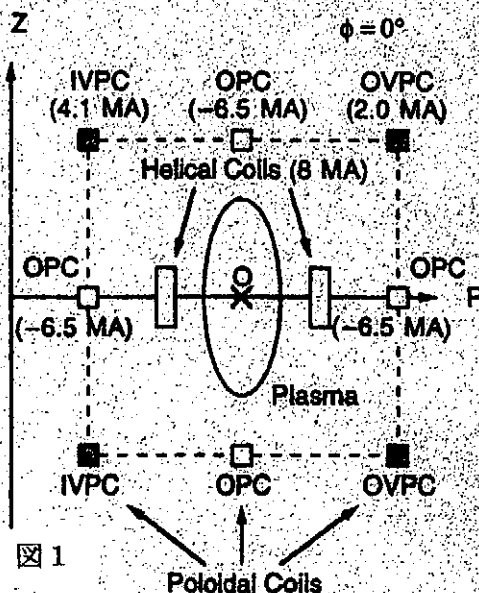 Z
φ = 0°
IVPC OPC OVPC
(4.1 MA) (−6.5 MA) (2.0 MA)
Helical Coils (8 MA)
OPC O OPC
(−6.5 MA) (−6.5 MA)
Plasma
IVPC OPC OVPC
図 1
Poloidal Coils